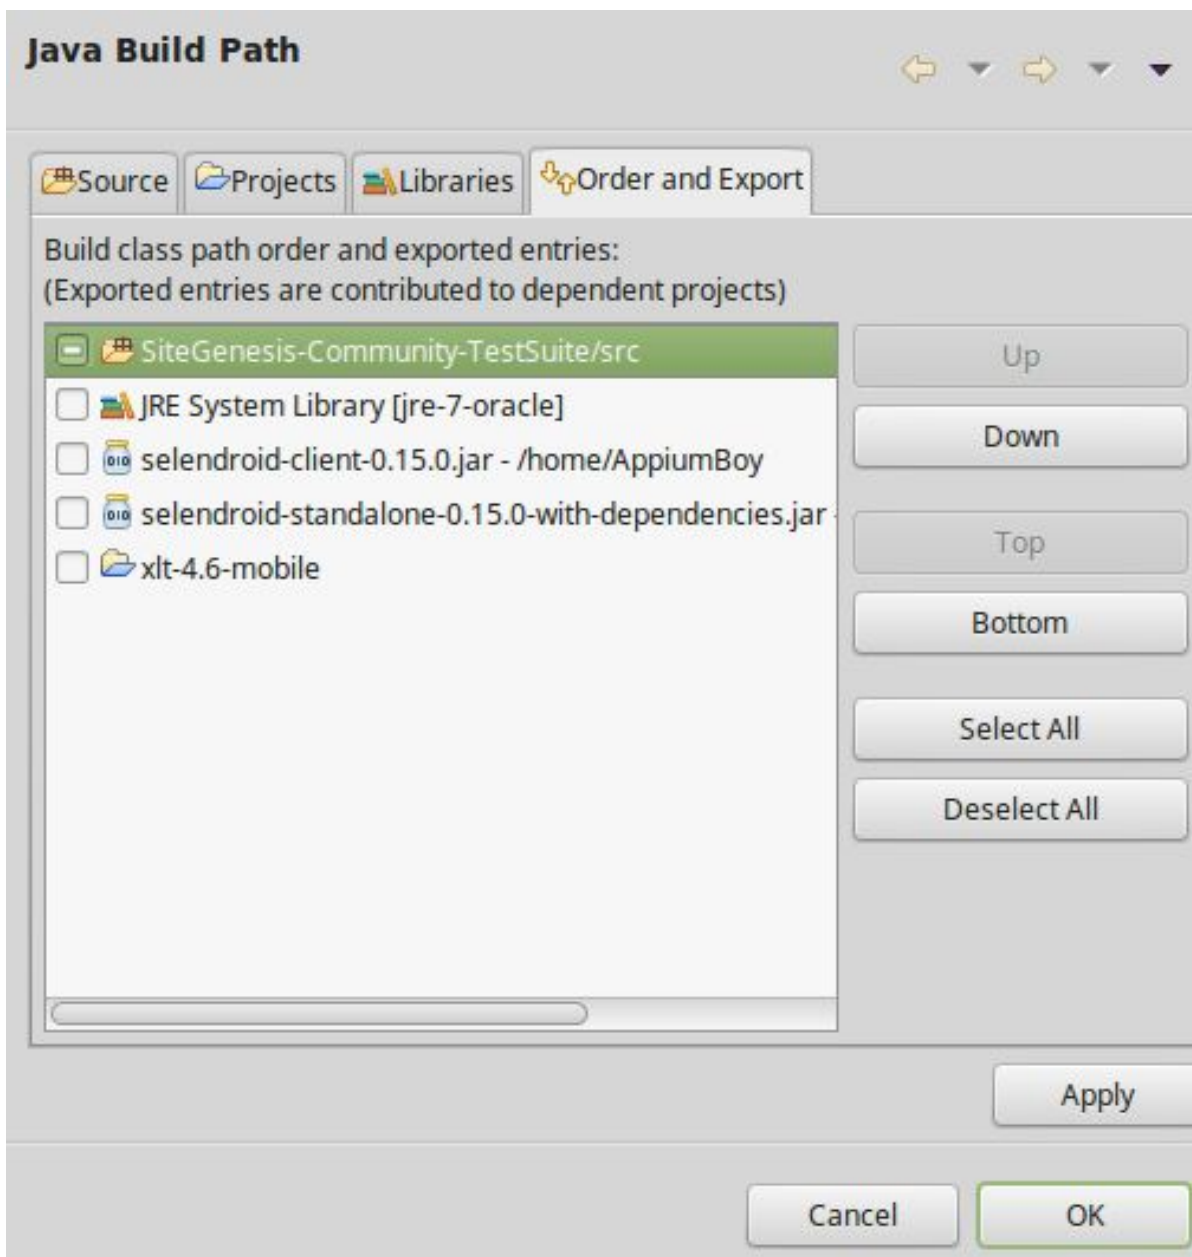 Java Build Path
Source Projects Libraries Order and Export
Build class path order and exported entries:
(Exported entries are contributed to dependent projects)
SiteGenesis-Community-TestSuite/src
JRE System Library [jre-7-oracle]
selendroid-client-0.15.0.jar - /home/AppiumBoy
selendroid-standalone-0.15.0-with-dependencies.jar -
xlt-4.6-mobile
Up
Down
Top
Bottom
Select All
Deselect All
Apply
Cancel OK